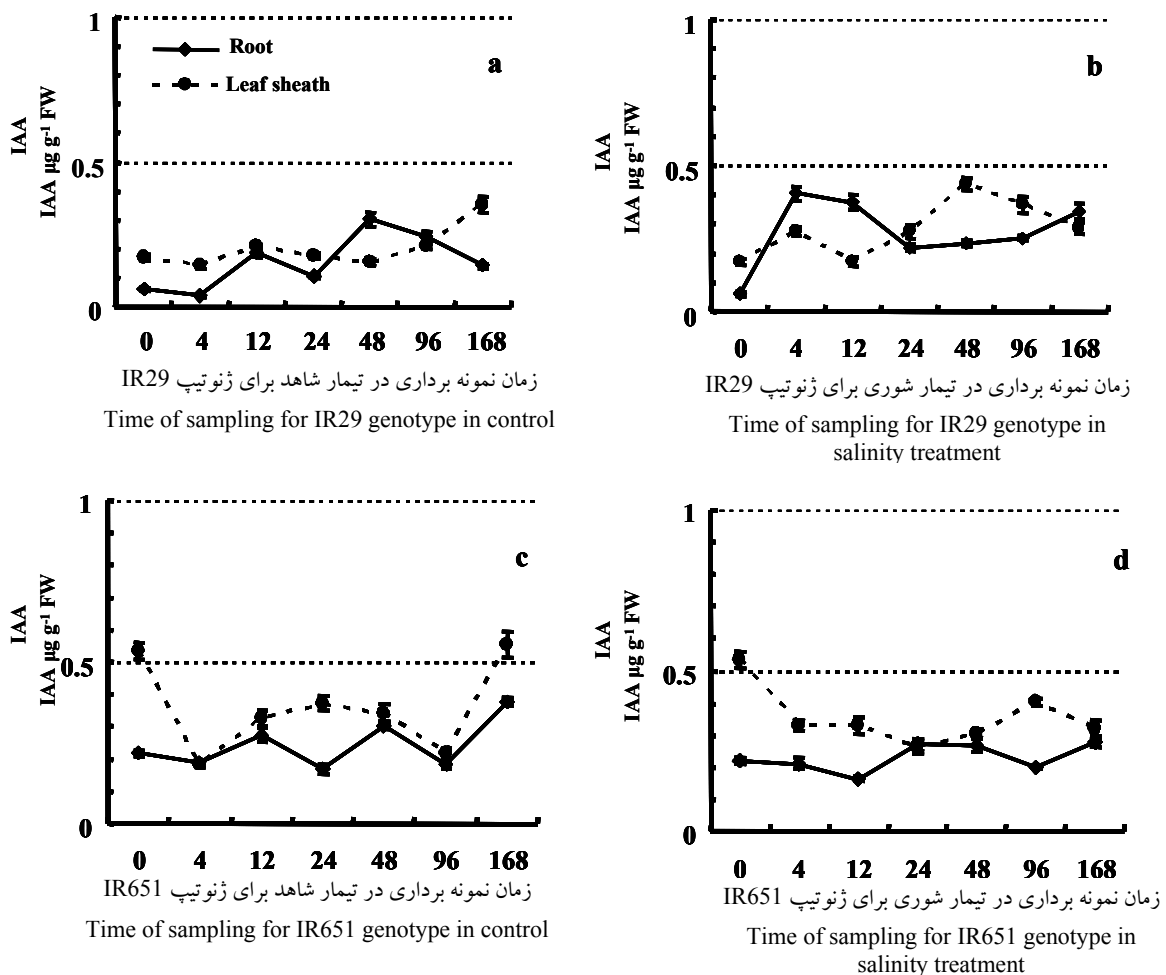 1
Root
a
Leaf sheath
IAA
IAA µg g-1 FW
0.5
0
0 4 12 24 48 96 168
زمان نمونه برداری در تیمار شاهد برای ژنوتیپ IR29
Time of sampling for IR29 genotype in control
1
b
IAA
IAA µg g-1 FW
0.5
0
0 4 12 24 48 96 168
زمان نمونه برداری در تیمار شوری برای ژنوتیپ IR29
Time of sampling for IR29 genotype in
salinity treatment
1
c
IAA
IAA µg g-1 FW
0.5
0
0 4 12 24 48 96 168
زمان نمونه برداری در تیمار شاهد برای ژنوتیپ IR651
Time of sampling for IR651 genotype in control
1
d
IAA
IAA µg g-1 FW
0.5
0
0 4 12 24 48 96 168
زمان نمونه برداری در تیمار شوری برای ژنوتیپ IR651
Time of sampling for IR651 genotype in
salinity treatment